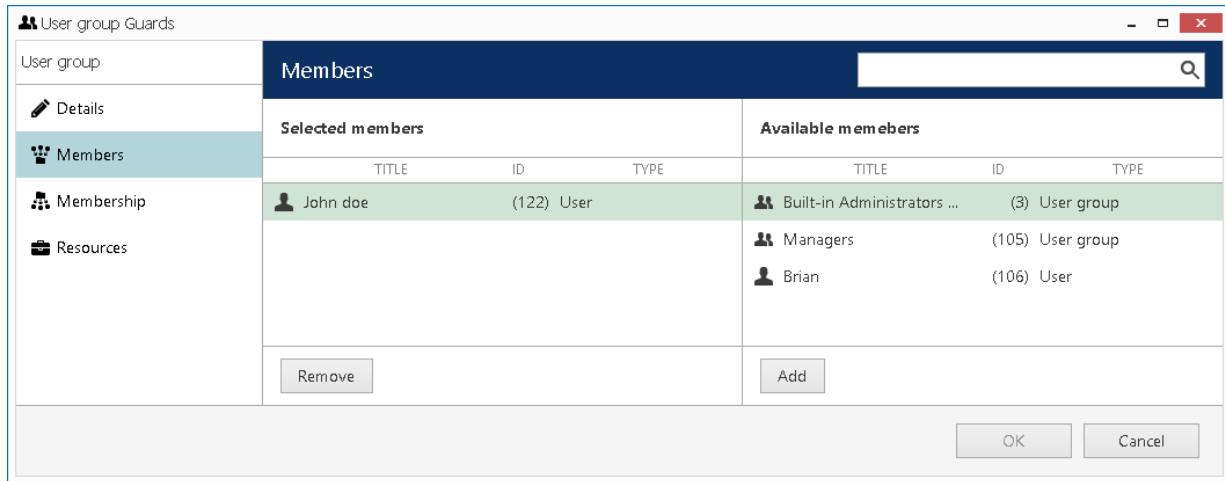 User group Guards
User group
Members
Details
Members
Membership
Resources
Selected members
TITLE ID TYPE
John doe (122) User
Remove
Available memebers
TITLE ID TYPE
Built-in Administrators ... (3) User group
Managers (105) User group
Brian (106) User
Add
OK Cancel